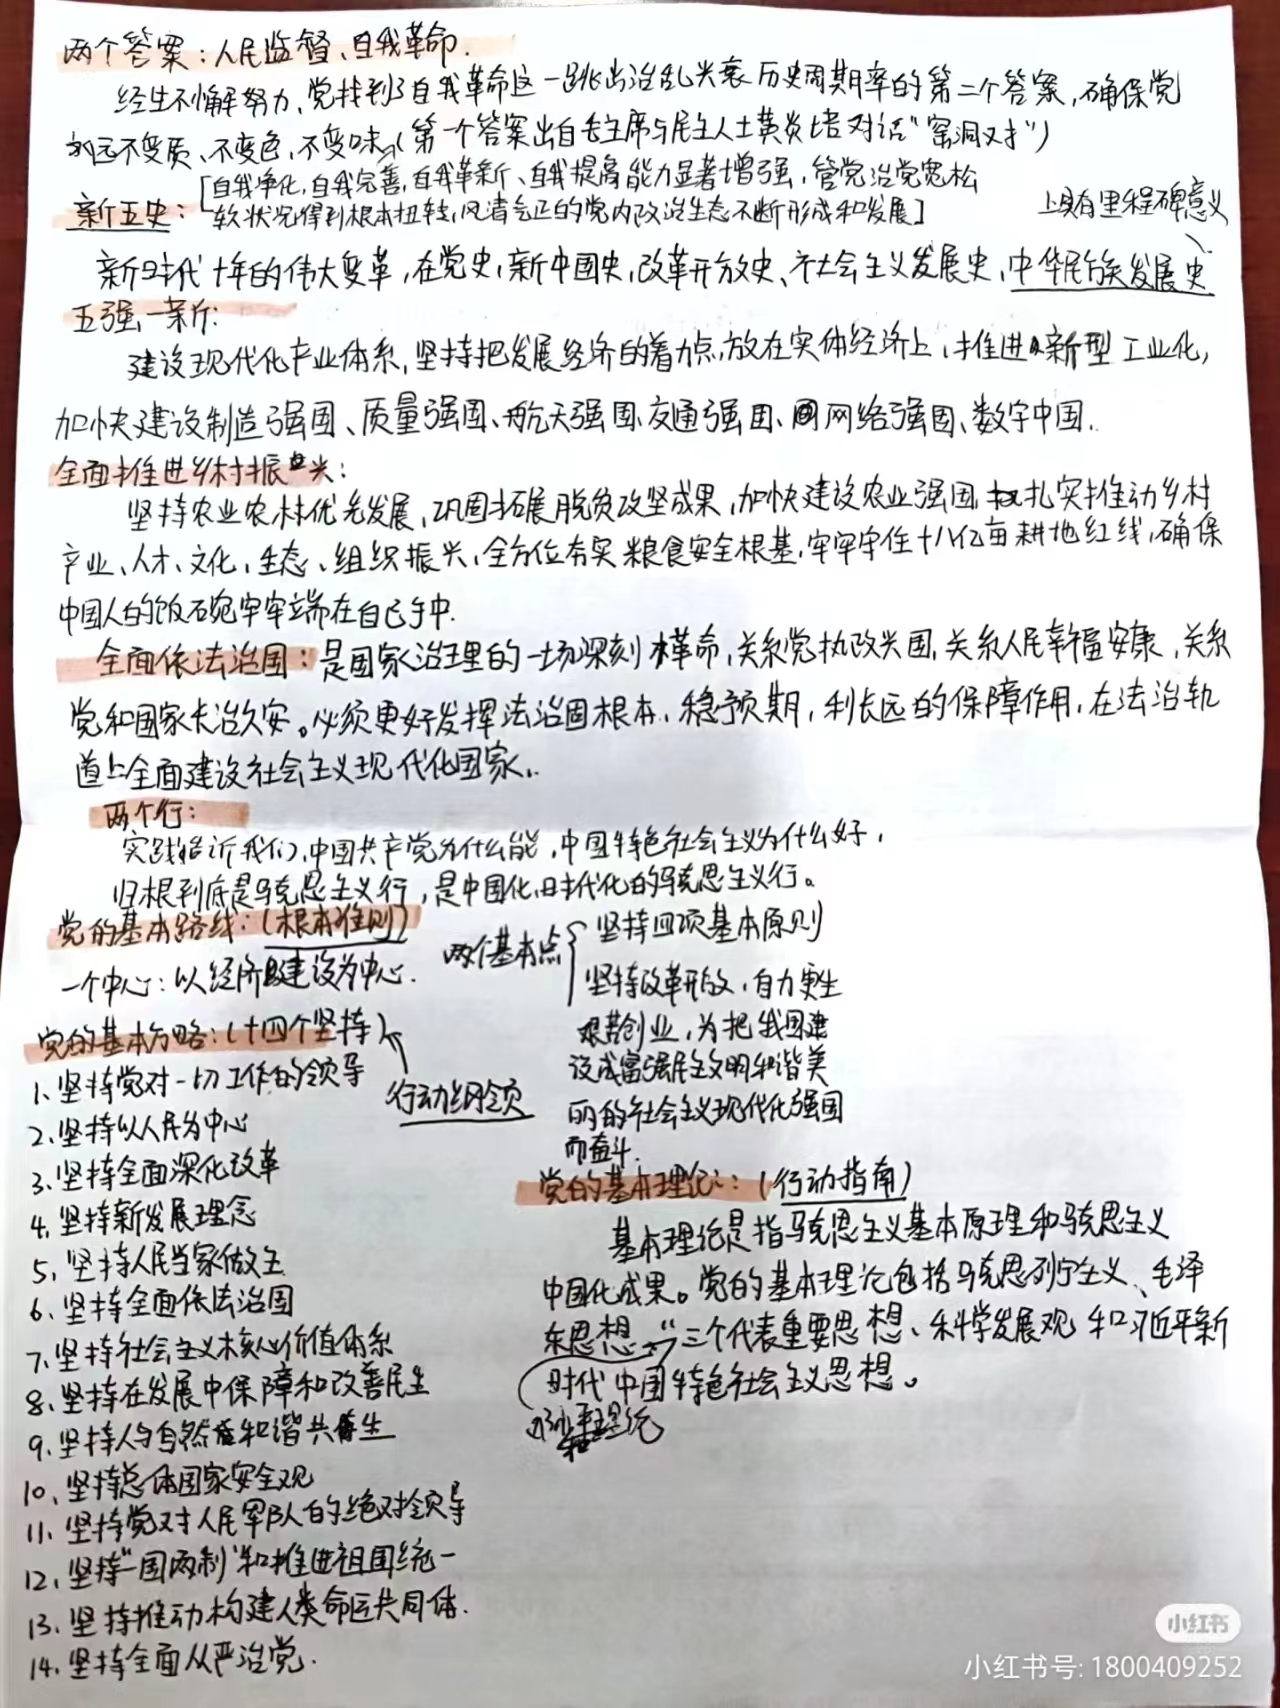 两个答案：人民监督、自我革命.
经生不懈努力，党找到了自我革命这一跳出治乱兴衰历史周期率的第二个答案，确保党
永远不变质、不变色、不变味（第一个答案出自毛主席与民主人士黄炎培对话“窑洞对”）
[自我净化，自我完善，自我革新、自我提高能力显著增强，管党治党宽松
软状况得到根本扭转，风清气正的党内政治生态不断形成和发展]
新五史：
上具有里程碑意义
新时代十年的伟大变革，在党史，新中国史，改革开放史、社会主义发展史，中华民族发展史
五强一新：
建设现代化产业体系，坚持把发展经济的着力点，放在实体经济上，推进新型工业化，
加快建设制造强国、质量强国、航天强国、交通强国、网络强国、数字中国.
全面推进乡村振兴：
坚持农业农村优先发展，巩固拓展脱贫攻坚成果，加快建设农业强国，扎实推动乡村
产业、人才、文化、生态、组织振兴，全方位夯实粮食安全根基，牢牢守住十八亿亩耕地红线，确保
中国人的饭碗牢牢端在自己手中.
全面依法治国：是国家治理的一场深刻革命，关系党执政兴国，关系人民幸福安康，关系
党和国家长治久安。必须更好发挥法治固根本、稳预期，利长远的保障作用，在法治轨
道上全面建设社会主义现代化国家.
两个行：
实践告诉我们，中国共产党为什么能，中国特色社会主义为什么好，
归根到底是马克思主义行，是中国化时代化的马克思主义行。
党的基本路线：（根本准则）
一个中心：以经济建设为中心.
两个基本点
坚持四项基本原则
坚持改革开放，自力更生
艰苦创业，为把我国建
设成富强民主文明和谐美
丽的社会主义现代化强国
而奋斗.
党的基本方略：（十四个坚持）
行动纲领
1、坚持党对一切工作的领导
2、坚持以人民为中心
3、坚持全面深化改革
4、坚持新发展理念
5、坚持人民当家做主
6、坚持全面依法治国
7、坚持社会主义核心价值体系
8、坚持在发展中保障和改善民生
9、坚持人与自然和谐共生
10、坚持总体国家安全观
11、坚持党对人民军队的绝对领导
12、坚持“一国两制”和推进祖国统一
13、坚持推动构建人类命运共同体.
14、坚持全面从严治党.
党的基本理论：（行动指南）
基本理论是指马克思主义基本原理和马克思主义
中国化成果。党的基本理论包括马克思列宁主义、毛泽
东思想、“三个代表重要思想、科学发展观和习近平新
时代中国特色社会主义思想。
邓小平理论
小红书
小红书号: 1800409252